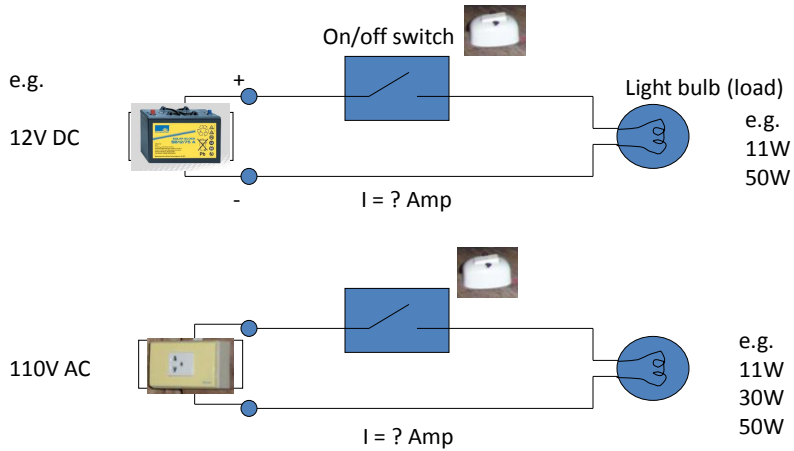 On/off switch
e.g.
+
Light bulb (load)
12V DC
e.g.
11W
50W
-
I = ? Amp
110V AC
e.g.
11W
30W
50W
I = ? Amp